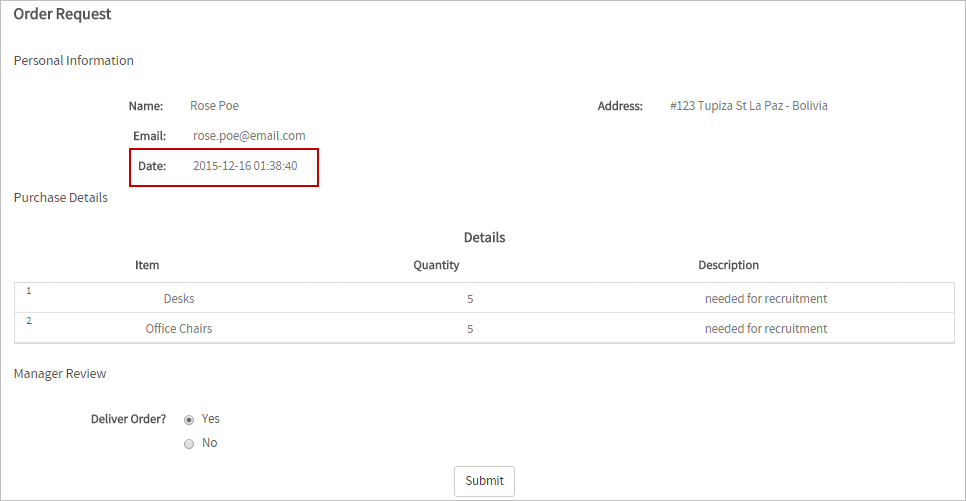 Order Request
Personal Information
Name: Rose Poe Address: #123 Tupiza St La Paz - Bolivia
Email: rose.poe@email.com
Date: 2015-12-16 01:38:40
Purchase Details
Details
Item Quantity Description
1 Desks 5 needed for recruitment
2 Office Chairs 5 needed for recruitment
Manager Review
Deliver Order? Yes
No
Submit